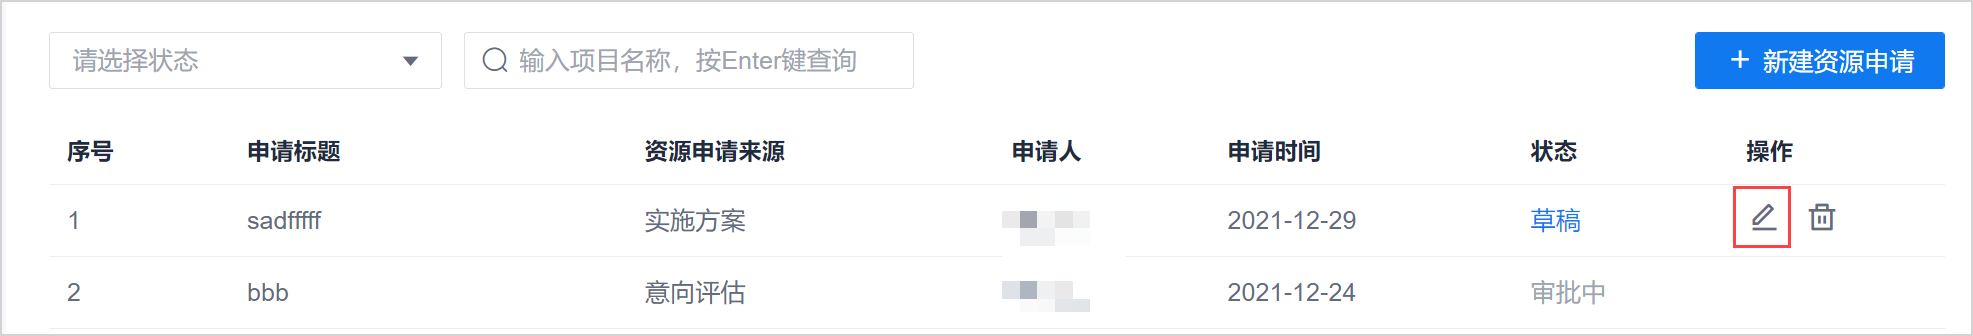 请选择状态 输入项目名称，按Enter键查询 + 新建资源申请
序号 申请标题 资源申请来源 申请人 申请时间 状态 操作
1 sadfffff 实施方案 2021-12-29 草稿
2 bbb 意向评估 2021-12-24 审批中